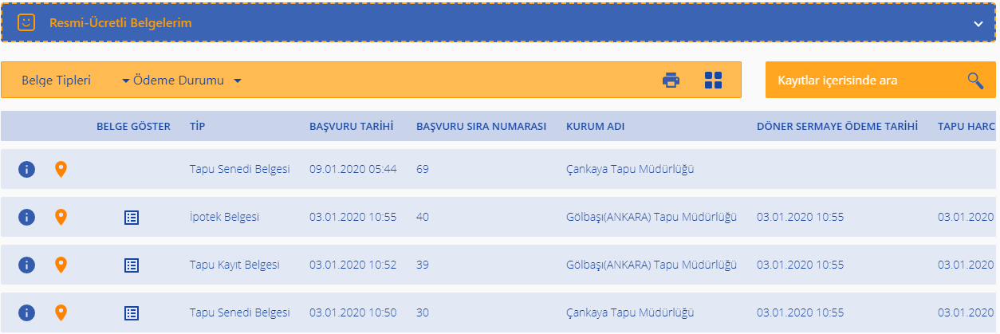 Resmi-Ücretli Belgelerim
Belge Tipleri Ödeme Durumu Kayıtlar içerisinde ara
BELGE GÖSTER TİP BAŞVURU TARİHİ BAŞVURU SIRA NUMARASI KURUM ADI DÖNER SERMAYE ÖDEME TARİHİ TAPU HARC
Tapu Senedi Belgesi 09.01.2020 05:44 69 Çankaya Tapu Müdürlüğü
İpotek Belgesi 03.01.2020 10:55 40 Gölbaşı(ANKARA) Tapu Müdürlüğü 03.01.2020 10:55 03.01.2020
Tapu Kayıt Belgesi 03.01.2020 10:52 39 Gölbaşı(ANKARA) Tapu Müdürlüğü 03.01.2020 10:55 03.01.2020
Tapu Senedi Belgesi 03.01.2020 10:50 30 Çankaya Tapu Müdürlüğü 03.01.2020 10:55 03.01.2020